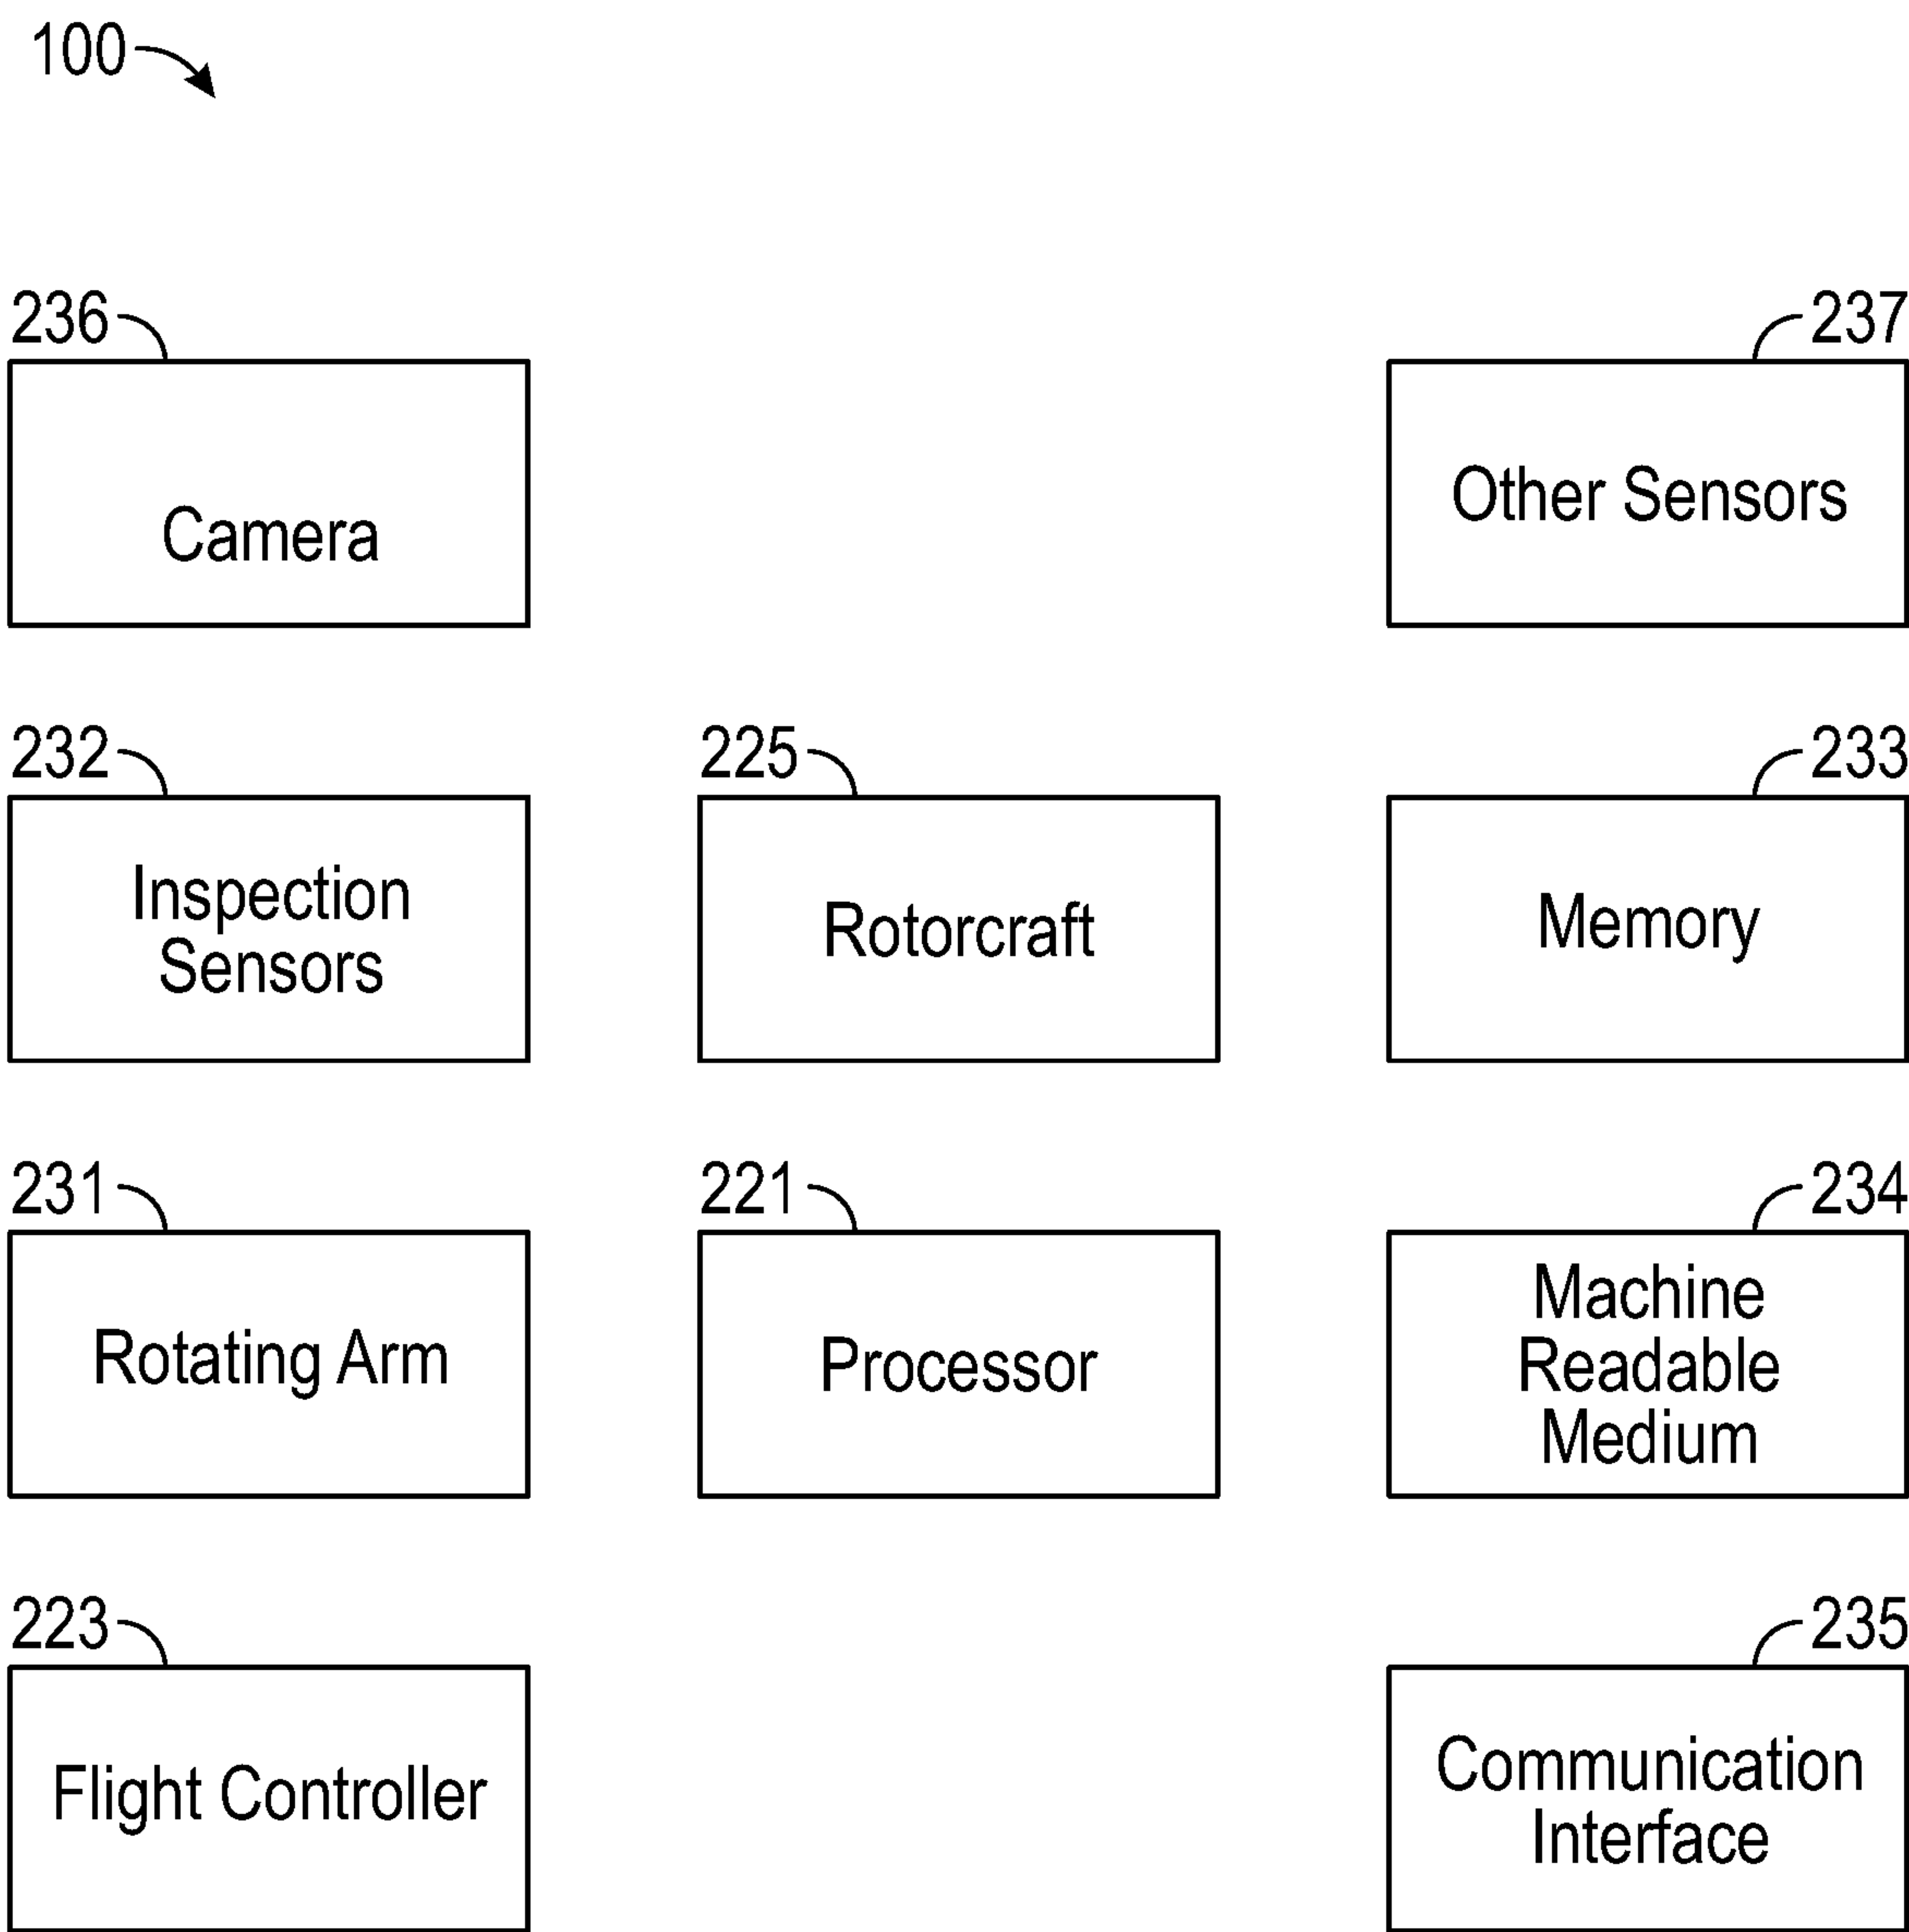 100
236
237
Camera
Other Sensors
232
225
233
Inspection
Sensors
Rotorcraft
Memory
231
221
234
Rotating Arm
Processor
Machine
Readable
Medium
223
235
Flight Controller
Communication
Interface